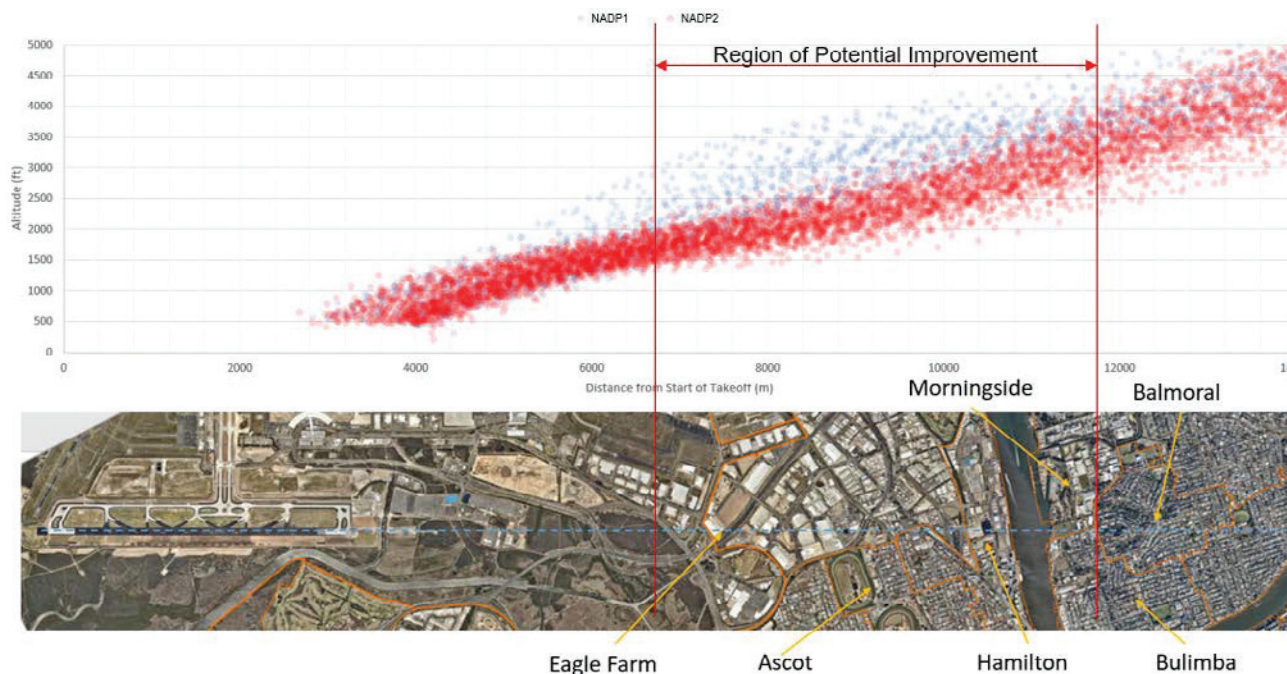 NADP1 NADP2
Region of Potential Improvement
5000
4500
4000
3500
3000
2500
2000
1500
1000
500
0
Altitude (ft)
0 2000 4000 6000 8000 10000 12000
Distance from Start of Takeoff (m)
Morningside
Balmoral
Eagle Farm
Ascot
Hamilton
Bulimba